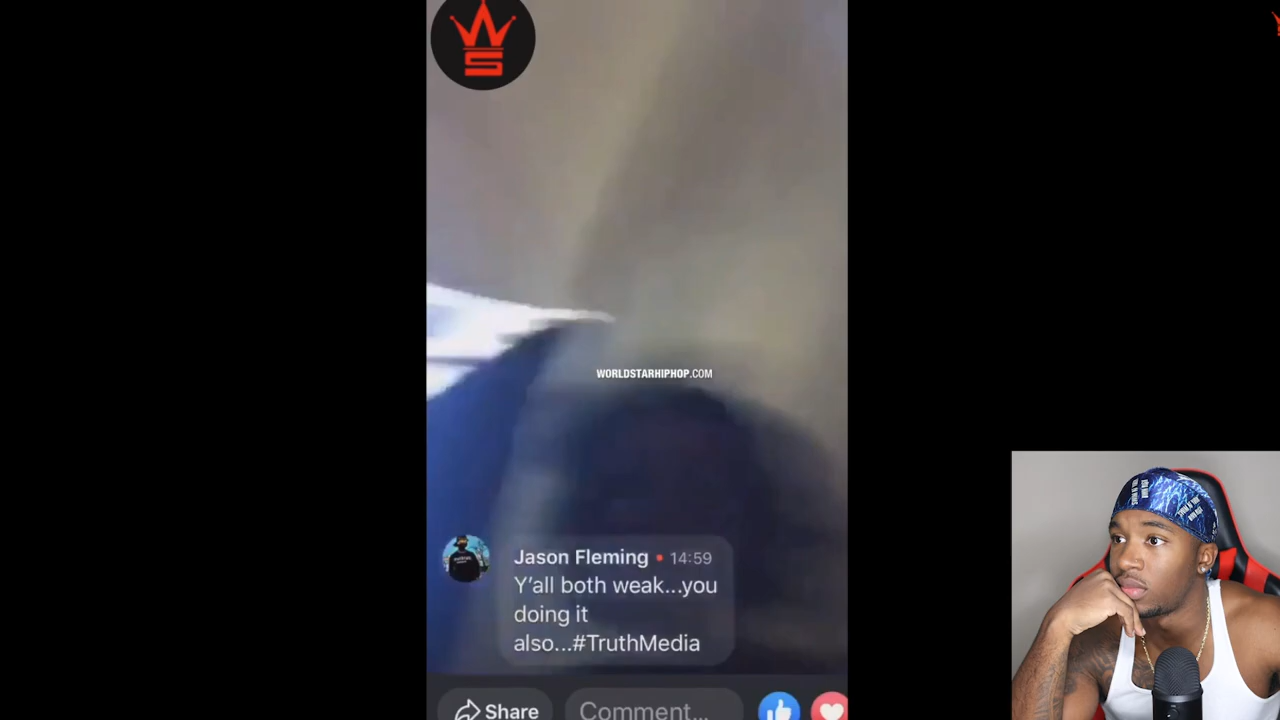 WORLDSTARHIPHOP.COM
Jason Fleming • 14:59
Y'all both weak...you
doing it
also...#TruthMedia
Share
Comment...